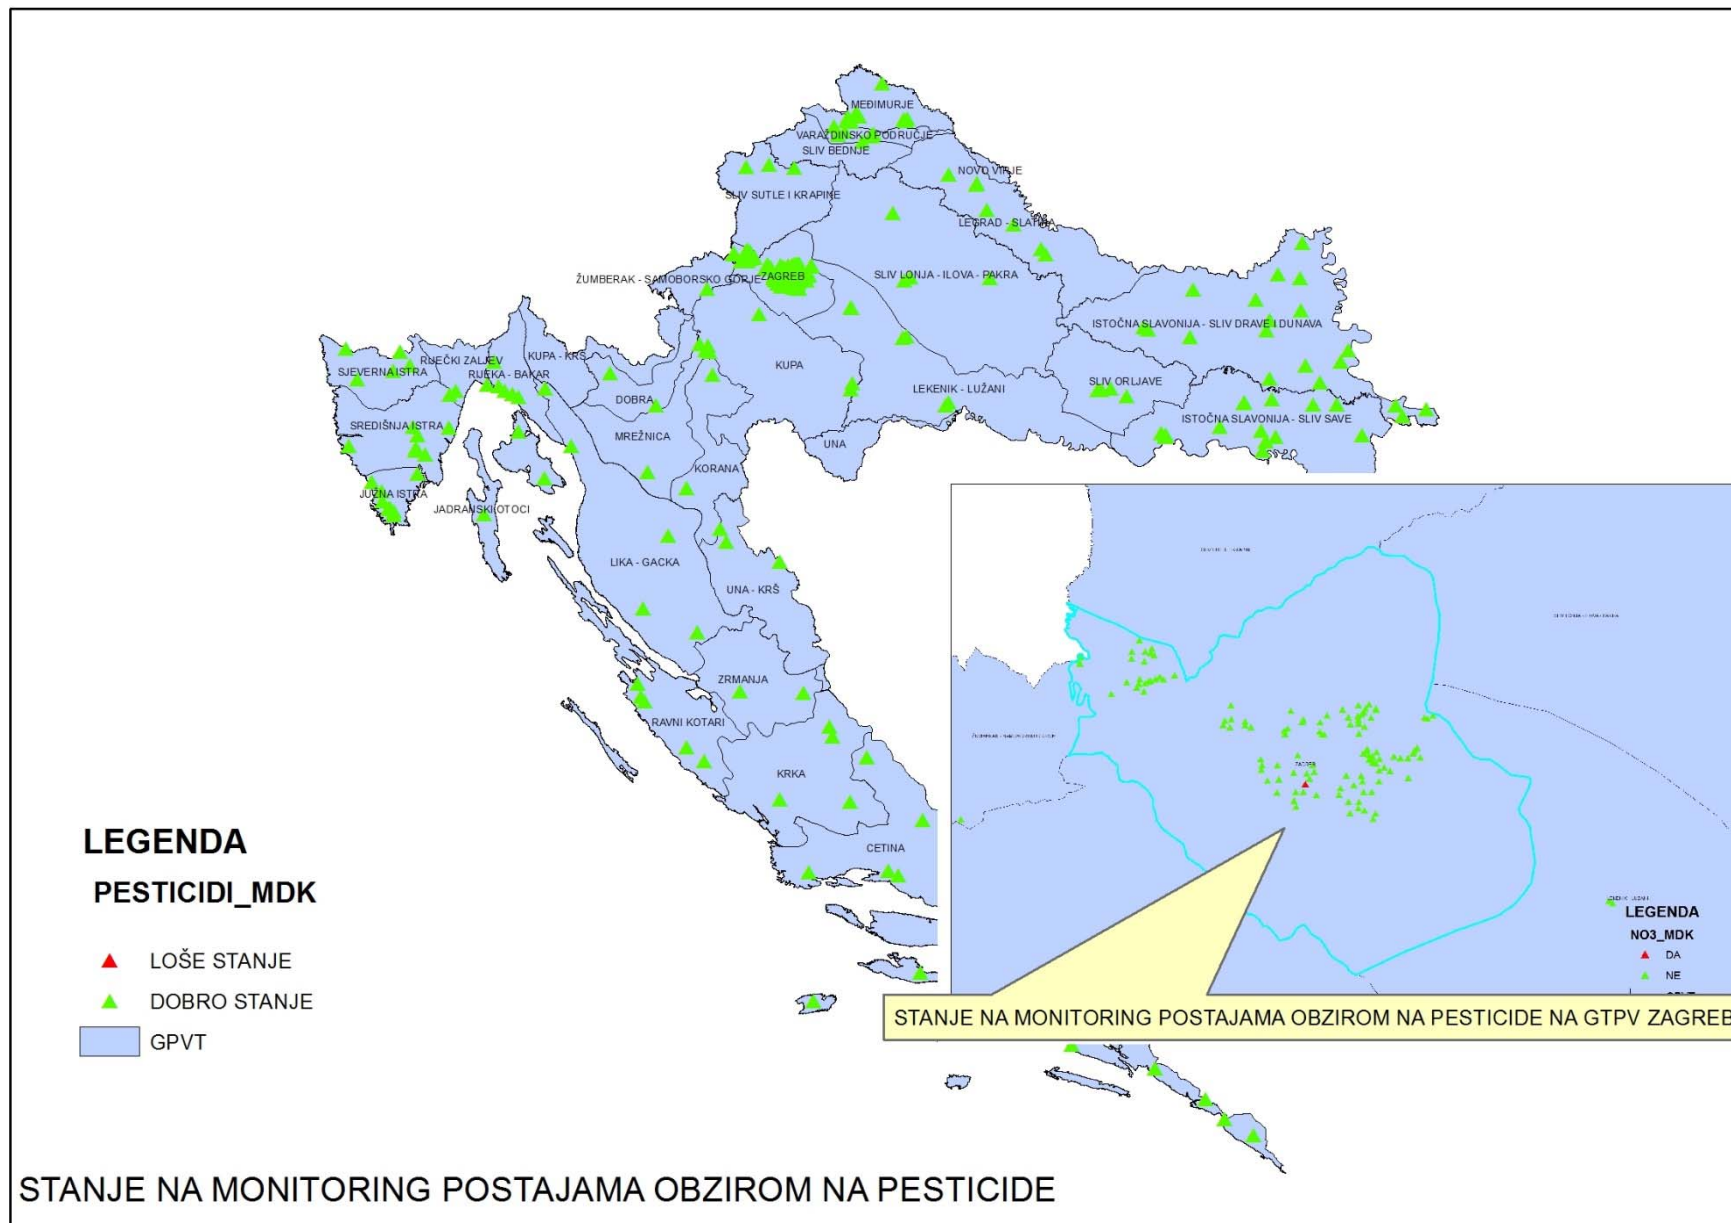 MEĐIMURJE
VARAŽDINSKO PODRUČJE
SLIV BEDNJE
NOVO VIRJE
SLIV SUTLE I KRAPINE
LEGRAD - SLATINA
ŽUMBERAK - SAMOBORSKO GORJE
ZAGREB
SLIV LONJA - ILOVA - PAKRA
ISTOČNA SLAVONIJA - SLIV DRAVE I DUNAVA
RIJEČKI ZALJEV
KUPA - KRŠ
SJEVERNA ISTRA
RIJEKA - BAKAR
KUPA
DOBRA
LEKENIK - LUŽANI
SLIV ORLJAVE
SREDIŠNJA ISTRA
MREŽNICA
UNA
ISTOČNA SLAVONIJA - SLIV SAVE
KORANA
JUŽNA ISTRA
JADRANSKI OTOCI
LIKA - GACKA
UNA - KRŠ
ZRMANJA
RAVNI KOTARI
KRKA
CETINA
ZAGREB
LEGENDA
PESTICIDI_MDK
LOŠE STANJE
DOBRO STANJE
GPVT
LEGENDA
NO3_MDK
DA
NE
STANJE NA MONITORING POSTAJAMA OBZIROM NA PESTICIDE NA GTPV ZAGREB
STANJE NA MONITORING POSTAJAMA OBZIROM NA PESTICIDE